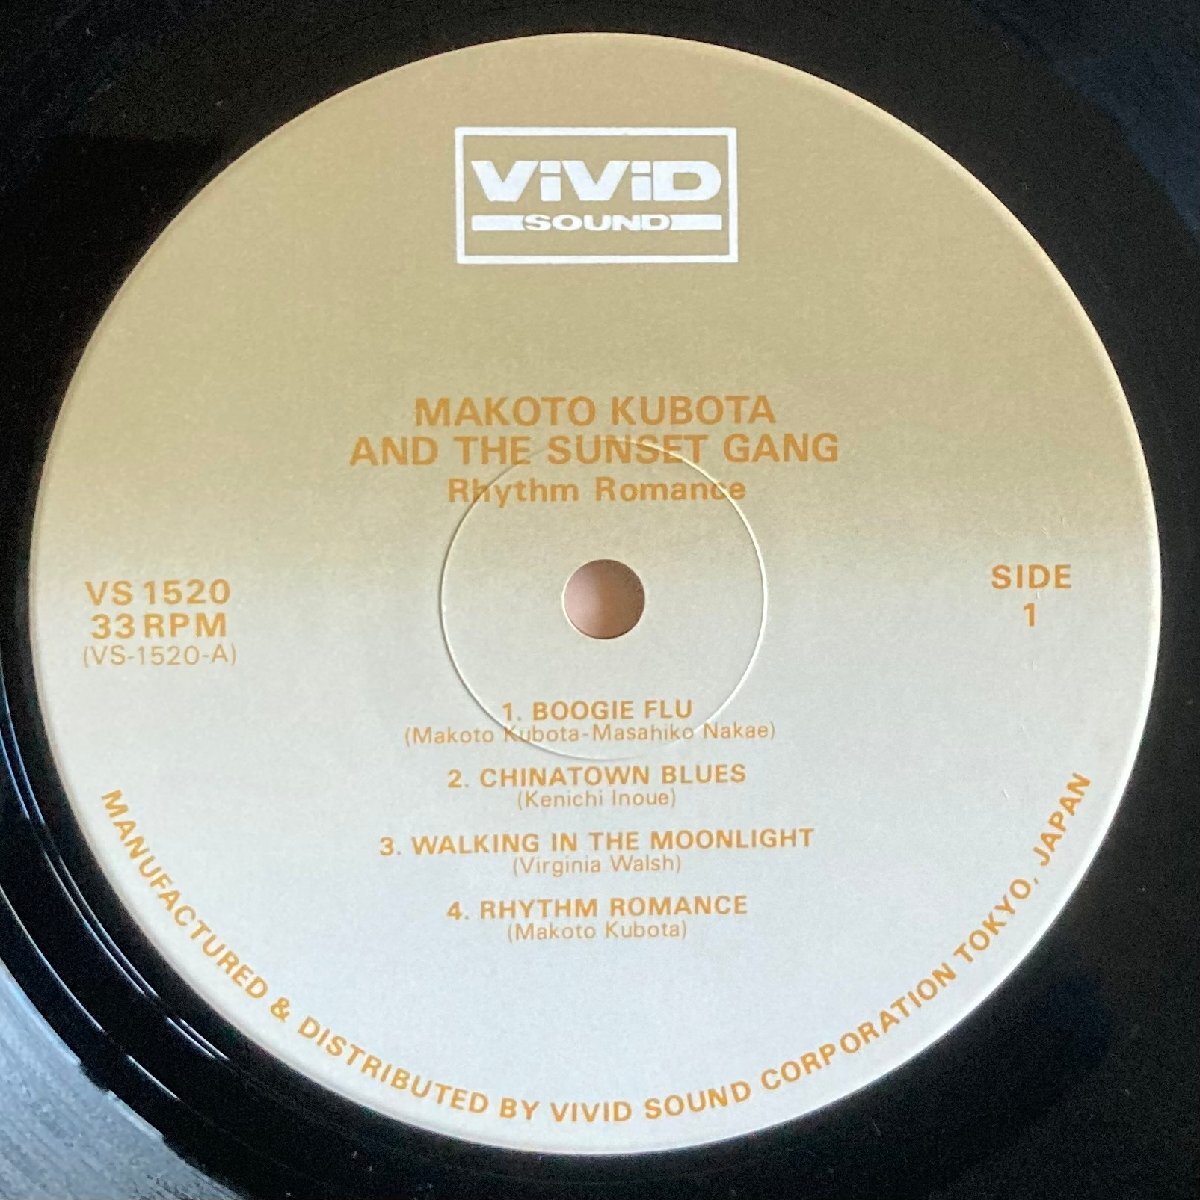 ViViD
SOUND
MAKOTO KUBOTA
AND THE SUNSET GANG
Rhythm Romance
VS 1520
33 RPM
(VS-1520-A)
SIDE
1
1. BOOGIE FLU
(Makoto Kubota-Masahiko Nakae)
2. CHINATOWN BLUES
(Kenichi Inoue)
3. WALKING IN THE MOONLIGHT
(Virginia Walsh)
4. RHYTHM ROMANCE
(Makoto Kubota)
MANUFACTURED & DISTRIBUTED BY VIVID SOUND CORPORATION TOKYO, JAPAN